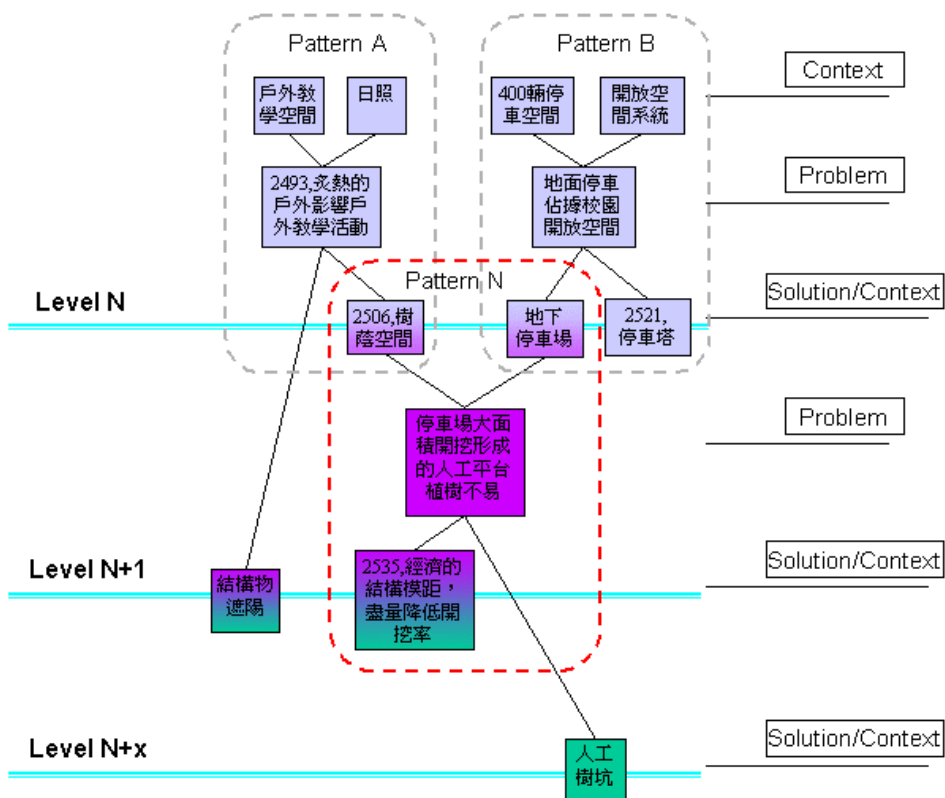 Pattern A
Pattern B
Context
戶外教
學空間
日照
400輛停
車空間
開放空
間系統
Problem
2493,炙熱的
戶外影響戶
外教學活動
地面停車
佔據校園
開放空間
Pattern N
Level N
Solution/Context
2506,樹
蔭空間
地下
停車場
2521,
停車塔
Problem
停車場大面
積開挖形成
的人工平台
植樹不易
Level N+1
Solution/Context
結構物
遮陽
2535,經濟的
結構模距，
盡量降低開
挖率
Level N+x
Solution/Context
人工
樹坑